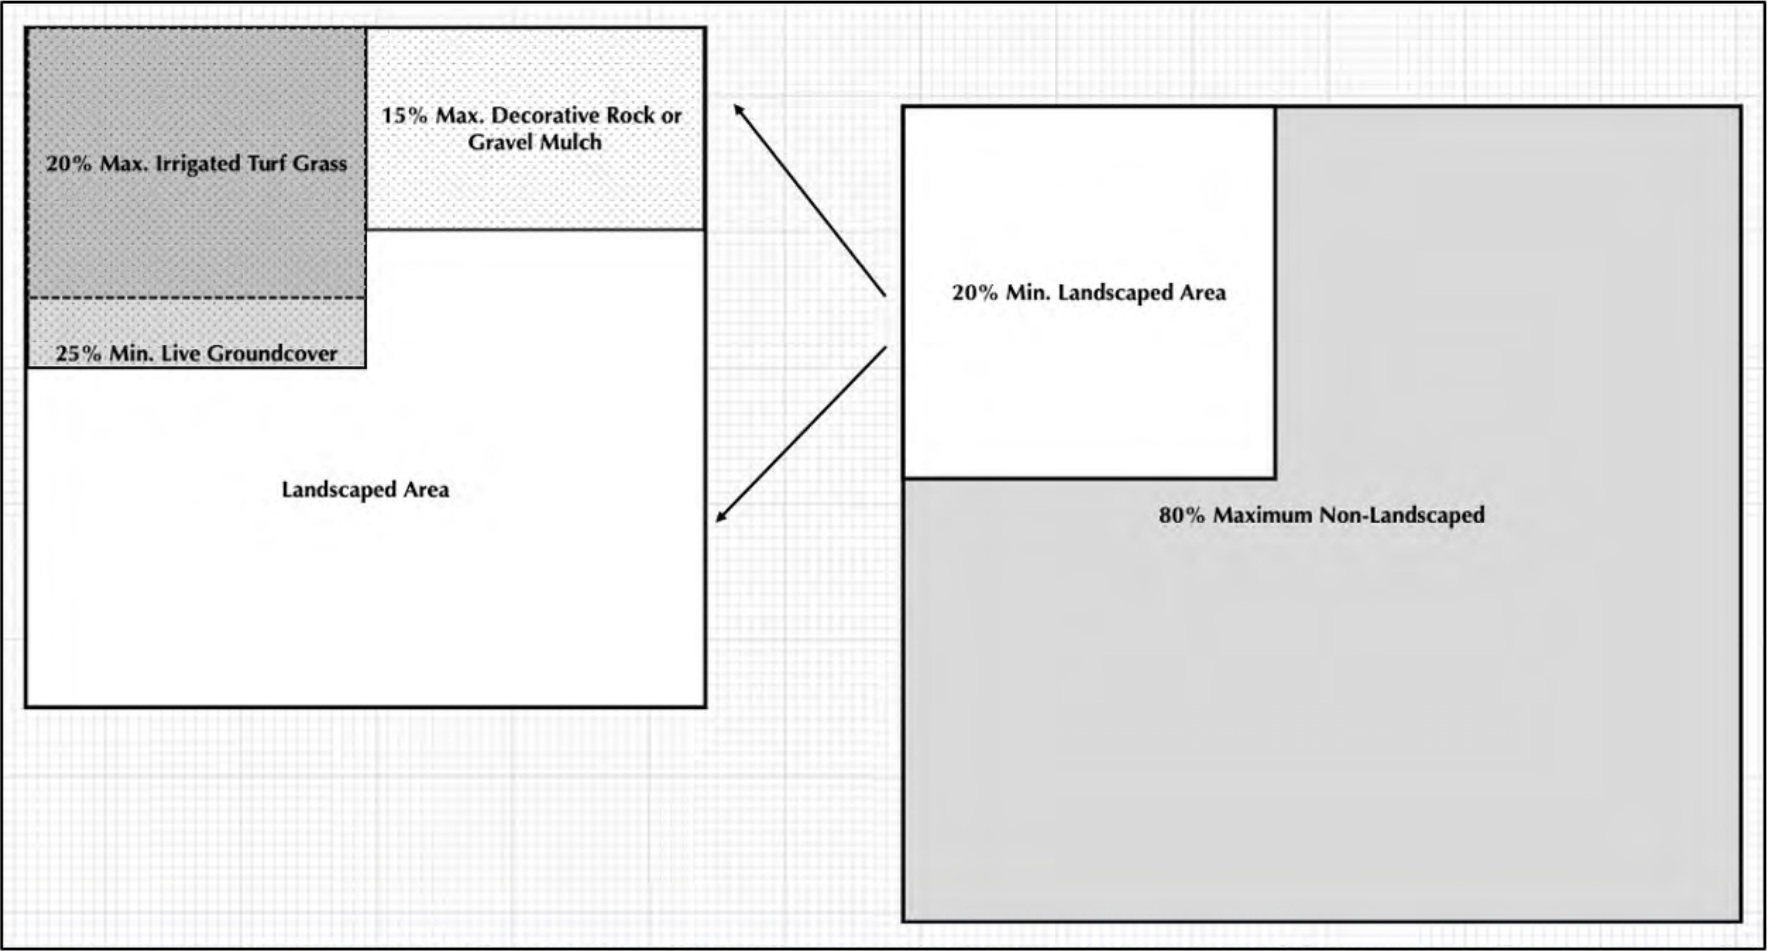 15% Max. Decorative Rock or
Gravel Mulch
20% Max. Irrigated Turf Grass
25% Min. Live Groundcover
Landscaped Area
20% Min. Landscaped Area
80% Maximum Non-Landscaped